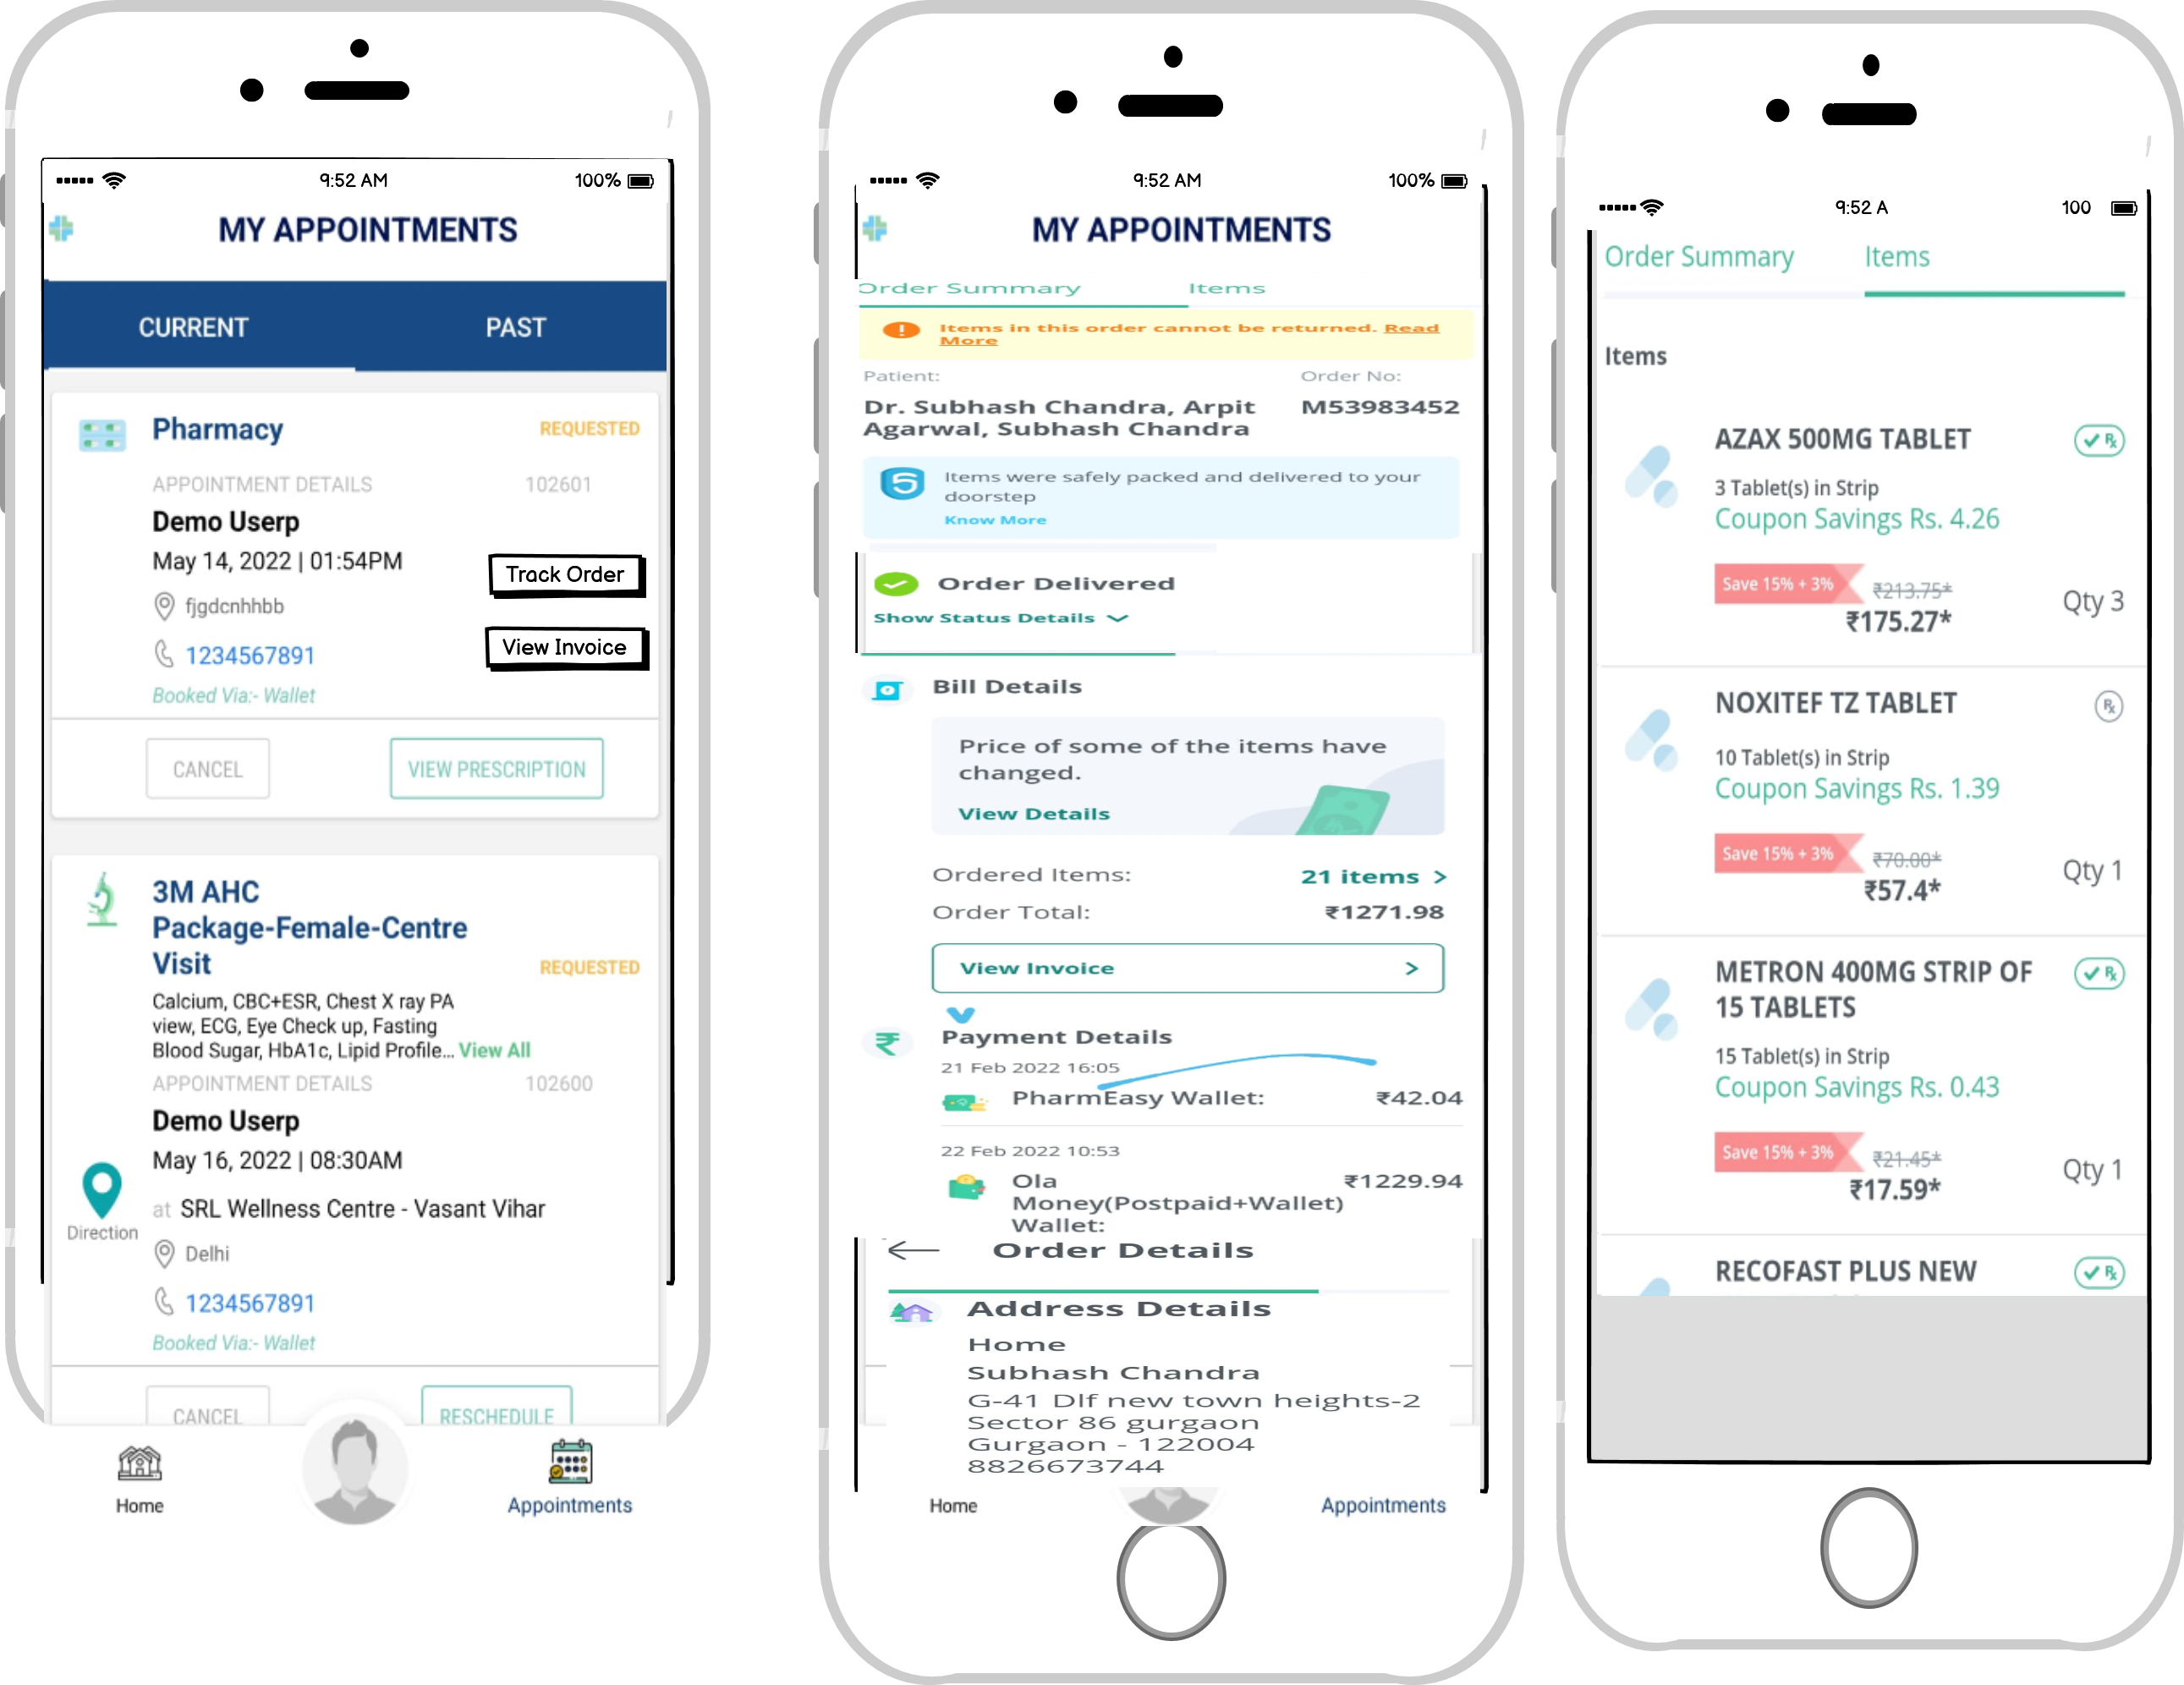 9:52 AM
100%
MY APPOINTMENTS
CURRENT
PAST
Pharmacy
REQUESTED
APPOINTMENT DETAILS
102601
Demo Userp
May 14, 2022 | 01:54PM
Track Order
fjgdcnhhbb
View Invoice
1234567891
Booked Via:- Wallet
CANCEL
VIEW PRESCRIPTION
3M AHC
Package-Female-Centre
Visit
REQUESTED
Calcium, CBC+ESR, Chest X ray PA
view, ECG, Eye Check up, Fasting
Blood Sugar, HbA1c, Lipid Profile... View All
APPOINTMENT DETAILS
102600
Demo Userp
May 16, 2022 | 08:30AM
at SRL Wellness Centre - Vasant Vihar
Direction
Delhi
1234567891
Booked Via:- Wallet
CANCEL
RESCHEDULE
Home
Appointments
9:52 AM
100%
MY APPOINTMENTS
Order Summary
Items
Items in this order cannot be returned. Read
More
Patient:
Order No:
Dr. Subhash Chandra, Arpit
Agarwal, Subhash Chandra
M53983452
Items were safely packed and delivered to your
doorstep
Know More
Order Delivered
Show Status Details
Bill Details
Price of some of the items have
changed.
View Details
Ordered Items:
21 items >
Order Total:
₹1271.98
View Invoice >
Payment Details
21 Feb 2022 16:05
PharmEasy Wallet:
₹42.04
22 Feb 2022 10:53
Ola
Money(Postpaid+Wallet)
Wallet:
₹1229.94
Order Details
Address Details
Home
Subhash Chandra
G-41 Dlf new town heights-2
Sector 86 gurgaon
Gurgaon - 122004
8826673744
Home
Appointments
9:52 A
100
Order Summary
Items
Items
AZAX 500MG TABLET
Rx
3 Tablet(s) in Strip
Coupon Savings Rs. 4.26
Save 15% + 3%
₹213.75*
₹175.27*
Qty 3
NOXITEF TZ TABLET
Rx
10 Tablet(s) in Strip
Coupon Savings Rs. 1.39
Save 15% + 3%
₹70.00*
₹57.4*
Qty 1
METRON 400MG STRIP OF
15 TABLETS
Rx
15 Tablet(s) in Strip
Coupon Savings Rs. 0.43
Save 15% + 3%
₹21.45*
₹17.59*
Qty 1
RECOFAST PLUS NEW
Rx